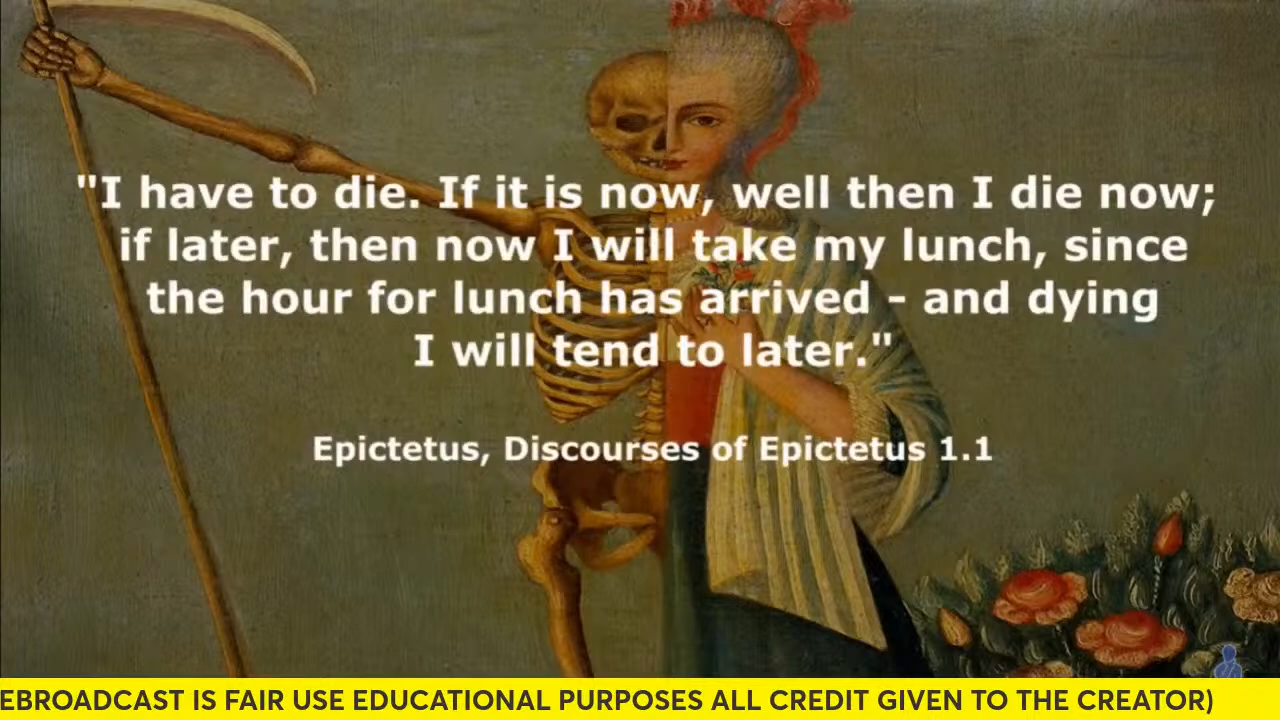 "I have to die. If it is now, well then I die now;
if later, then now I will take my lunch, since
the hour for lunch has arrived - and dying
I will tend to later."
Epictetus, Discourses of Epictetus 1.1
EBROADCAST IS FAIR USE EDUCATIONAL PURPOSES ALL CREDIT GIVEN TO THE CREATOR)